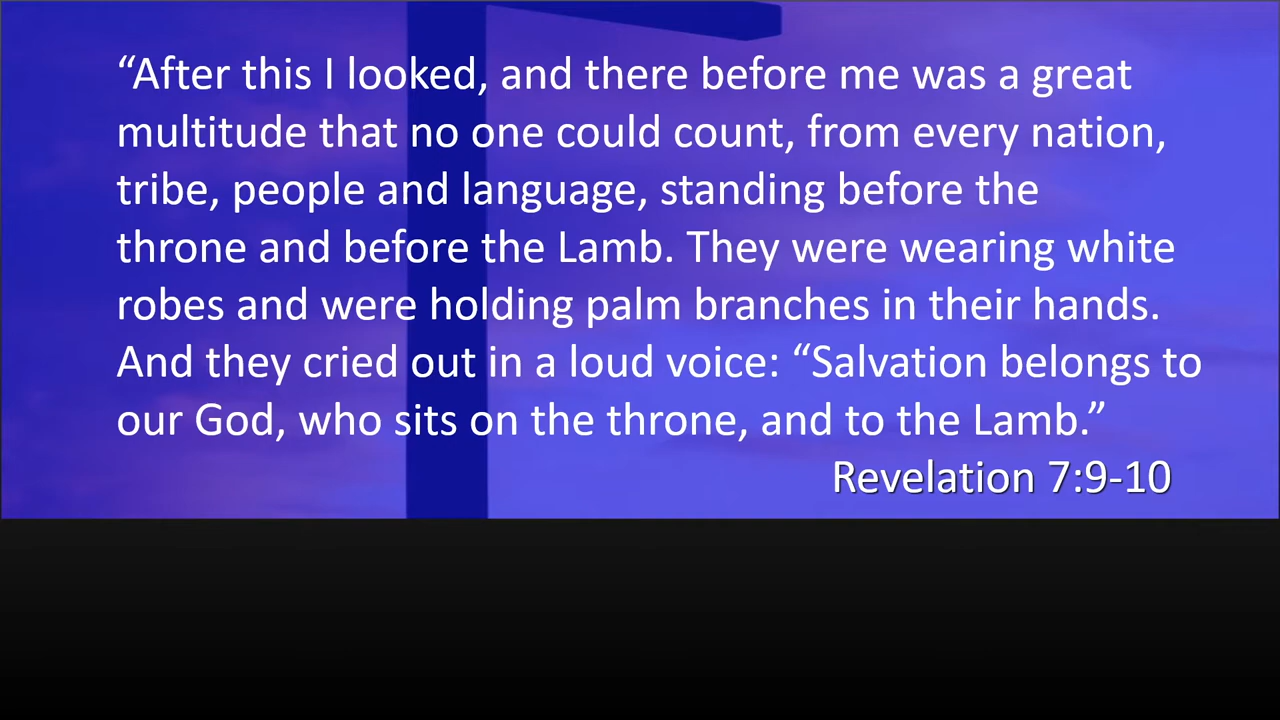 “After this I looked, and there before me was a great
multitude that no one could count, from every nation,
tribe, people and language, standing before the
throne and before the Lamb. They were wearing white
robes and were holding palm branches in their hands.
And they cried out in a loud voice: “Salvation belongs to
our God, who sits on the throne, and to the Lamb.”
Revelation 7:9-10